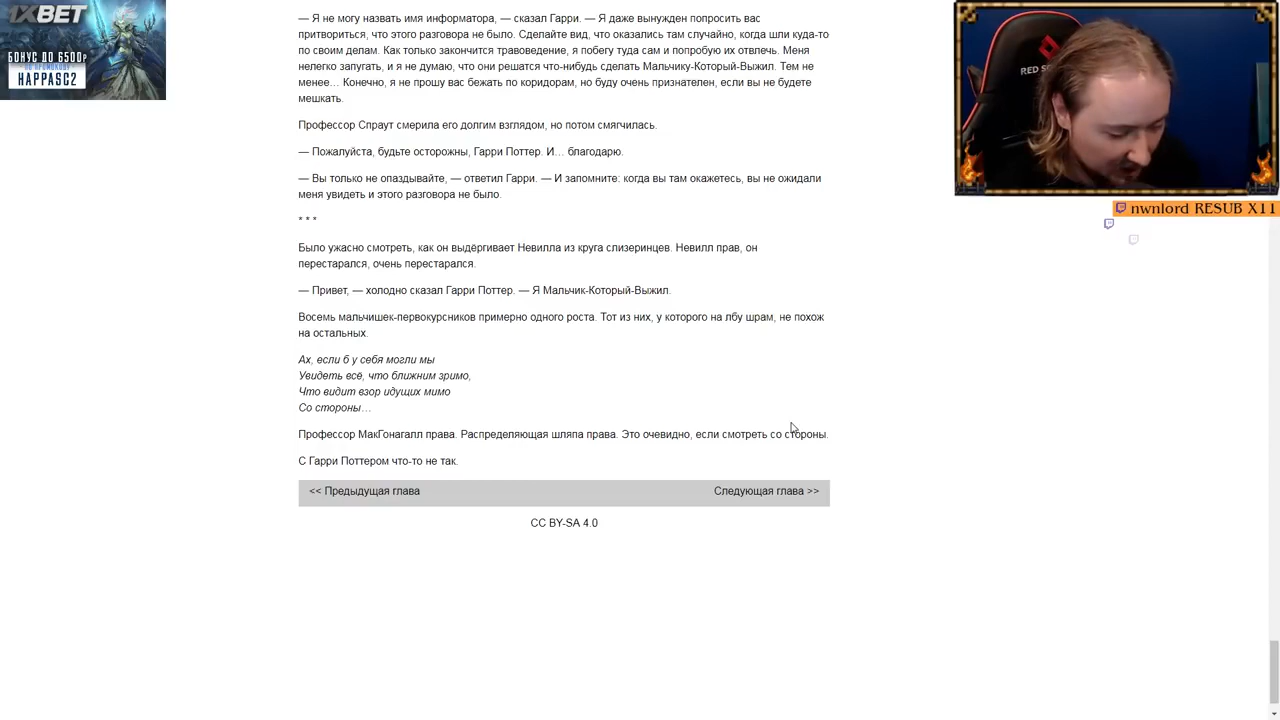 1XBET
БОНУС ДО 6500₽
ПО ПРОМОКОДУ
HAPPASC2
— Я не могу назвать имя информатора, — сказал Гарри. — Я даже вынужден попросить вас
притвориться, что этого разговора не было. Сделайте вид, что оказались там случайно, когда шли куда-то
по своим делам. Как только закончится травоведение, я побегу туда сам и попробую их отвлечь. Меня
нелегко запугать, и я не думаю, что они решатся что-нибудь сделать Мальчику-Который-Выжил. Тем не
менее… Конечно, я не прошу вас бежать по коридорам, но буду очень признателен, если вы не будете
мешкать.
Профессор Спраут смерила его долгим взглядом, но потом смягчилась.
— Пожалуйста, будьте осторожны, Гарри Поттер. И… благодарю.
— Вы только не опаздывайте, — ответил Гарри. — И запомните: когда вы там окажетесь, вы не ожидали
меня увидеть и этого разговора не было.
* * *
Было ужасно смотреть, как он выдёргивает Невилла из круга слизеринцев. Невилл прав, он
перестарался, очень перестарался.
— Привет, — холодно сказал Гарри Поттер. — Я Мальчик-Который-Выжил.
Восемь мальчишек-первокурсников примерно одного роста. Тот из них, у которого на лбу шрам, не похож
на остальных.
Ах, если б у себя могли мы
Увидеть всё, что ближним зримо,
Что видит взор идущих мимо
Со стороны…
Профессор МакГонагалл права. Распределяющая шляпа права. Это очевидно, если смотреть со стороны.
С Гарри Поттером что-то не так.
<< Предыдущая глава
Следующая глава >>
CC BY-SA 4.0
nwnlord RESUB X11